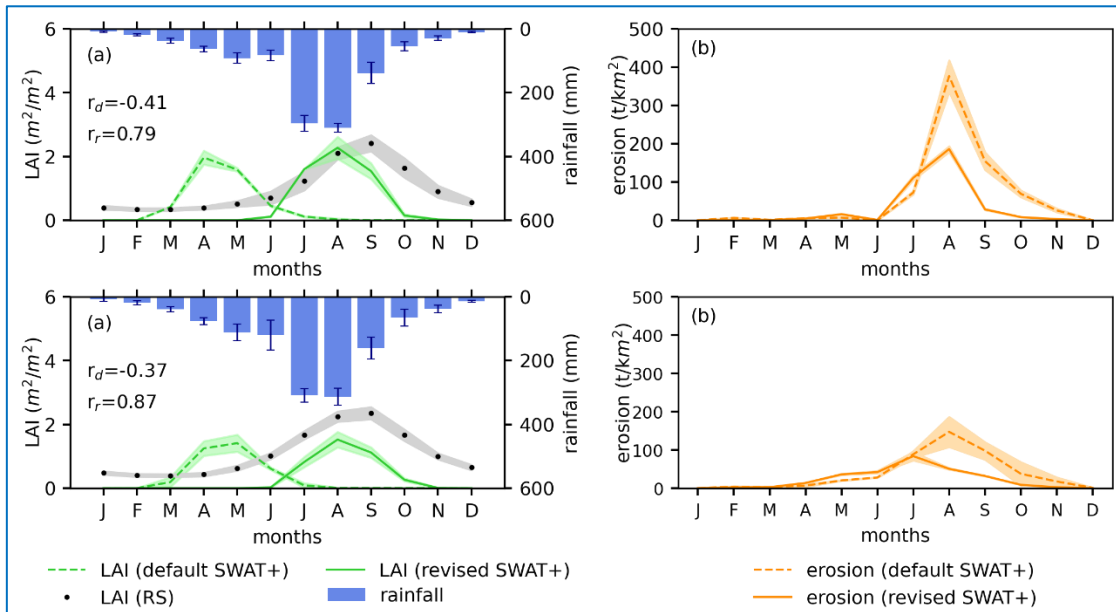 (a)
r_d=-0.41
r_r=0.79
LAI (m²/m²)
6
4
2
0
0
200
400
600
rainfall (mm)
J F M A M J J A S O N D
months
(b)
erosion (t/km²)
500
400
300
200
100
0
J F M A M J J A S O N D
months
(a)
r_d=-0.37
r_r=0.87
LAI (m²/m²)
6
4
2
0
0
200
400
600
rainfall (mm)
J F M A M J J A S O N D
months
(b)
erosion (t/km²)
500
400
300
200
100
0
J F M A M J J A S O N D
months
LAI (default SWAT+)
LAI (revised SWAT+)
erosion (default SWAT+)
LAI (RS)
rainfall
erosion (revised SWAT+)